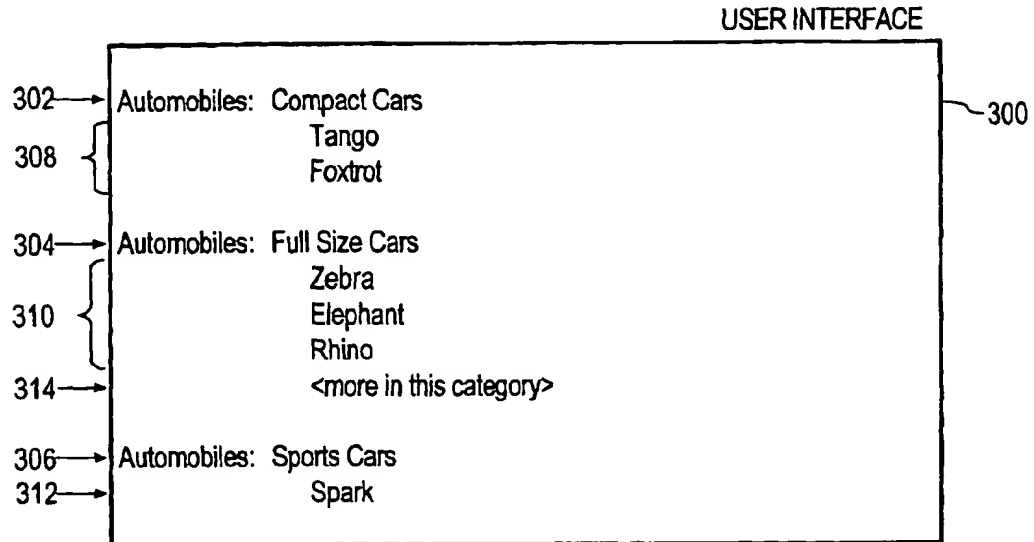 USER INTERFACE
302 Automobiles: Compact Cars 300
Tango
308
Foxtrot
304 Automobiles: Full Size Cars
Zebra
310 Elephant
Rhino
314 <more in this category>
306 Automobiles: Sports Cars
312 Spark